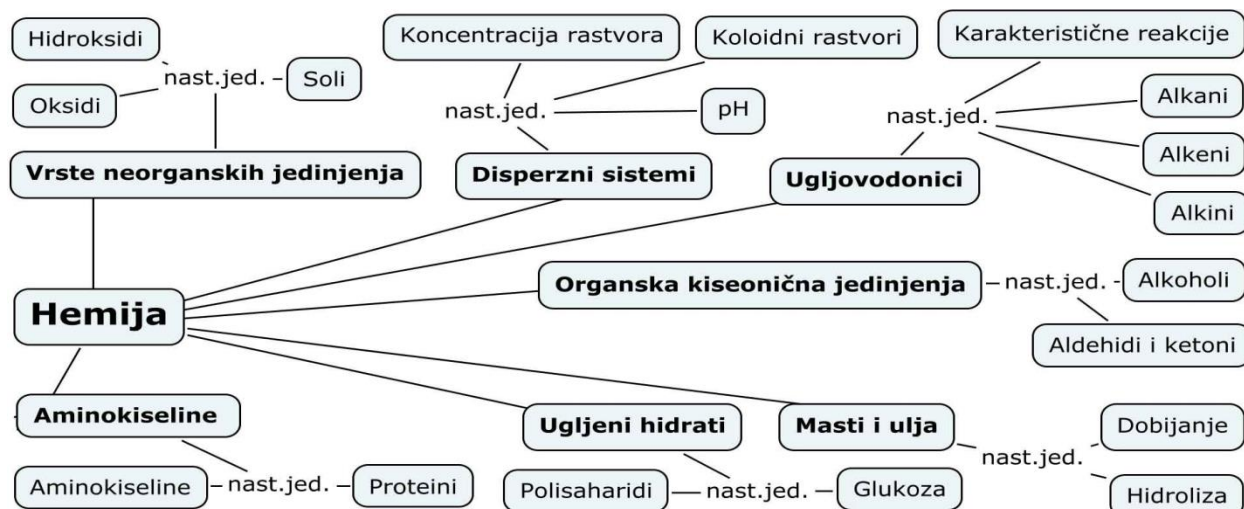 Hidroksidi
nast.jed.
Soli
Oksidi
Vrste neorganskih jedinjenja
Koncentracija rastvora
Koloidni rastvori
nast.jed.
pH
Disperzni sistemi
Karakteristične reakcije
nast.jed.
Alkani
Alkeni
Alkini
Ugljovodonici
Hemija
Organska kiseonična jedinjenja
nast.jed.
Alkoholi
Aldehidi i ketoni
Aminokiseline
Aminokiseline
nast.jed.
Proteini
Ugljeni hidrati
Polisaharidi
nast.jed.
Glukoza
Masti i ulja
nast.jed.
Dobijanje
Hidroliza